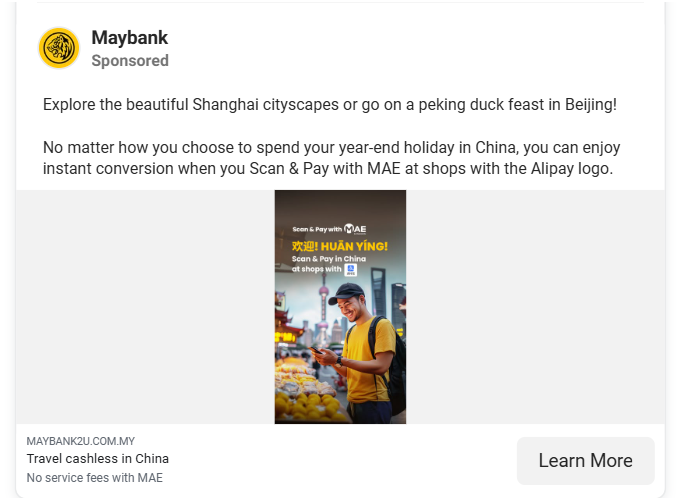 Maybank
Sponsored
Explore the beautiful Shanghai cityscapes or go on a peking duck feast in Beijing!
No matter how you choose to spend your year-end holiday in China, you can enjoy
instant conversion when you Scan & Pay with MAE at shops with the Alipay logo.
Scan & Pay with MAE
欢迎! HUĀN YÍNG!
Scan & Pay in China
at shops with
MAYBANK2U.COM.MY
Travel cashless in China
No service fees with MAE
Learn More